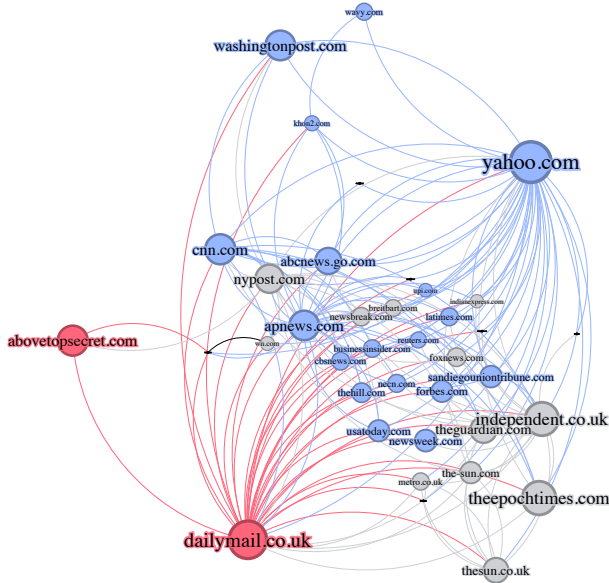 wavy.com
washingtonpost.com
khou2.com
yahoo.com
cnn.com
abcnews.go.com
nypost.com
upi.com
indianexpress.com
breitbart.com
newsbreak.com
latimes.com
apnews.com
abovetopsecret.com
wn.com
reuters.com
businessinsider.com
foxnews.com
cbsnews.com
sandiegouniontribune.com
necn.com
thehill.com
forbes.com
independent.co.uk
theguardian.com
usatoday.com
newsweek.com
the-sun.com
metro.co.uk
theepochtimes.com
dailymail.co.uk
thesun.co.uk